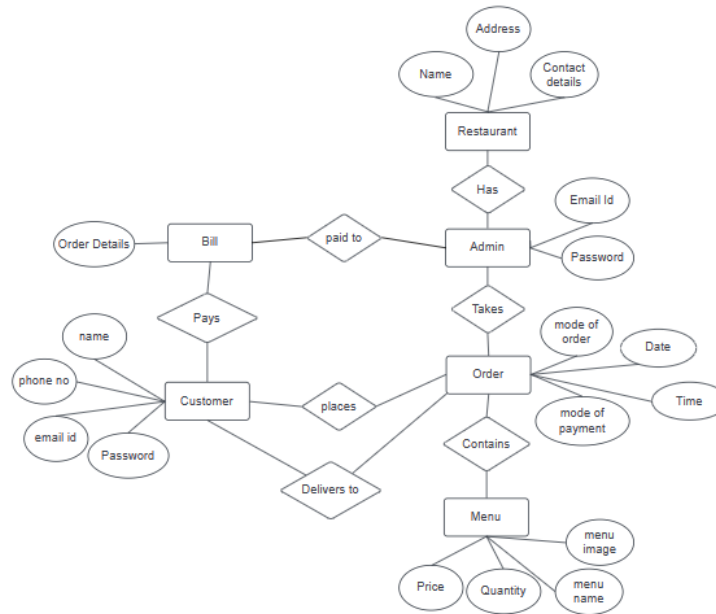 Address
Name
Contact
details
Restaurant
Has
Email Id
Order Details
Bill
paid to
Admin
Password
Pays
Takes
name
mode of
order
Date
phone no
Customer
places
Order
Time
email id
Password
mode of
payment
Contains
Delivers to
Menu
menu
image
Price
Quantity
menu
name